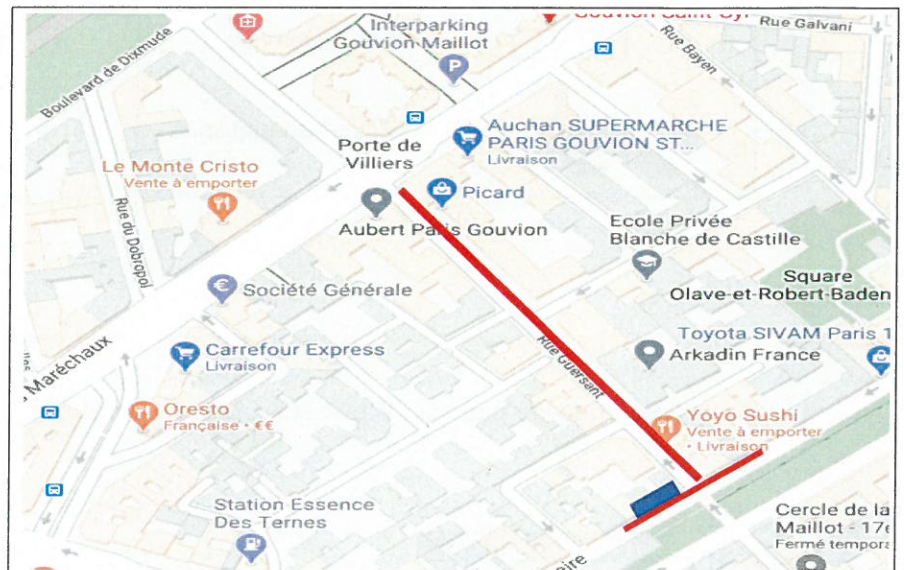 Interparking
Gouvion Maillot
Gouvion Saint-Cyr
Rue Galvani
Boulevard de Dixmude
Rue Bayen
P
Auchan SUPERMARCHE
PARIS GOUVION ST...
Livraison
Porte de
Villiers
Le Monte Cristo
Vente à emporter
Picard
Rue du Dobropol
Aubert Paris Gouvion
Ecole Privée
Blanche de Castille
Square
Olave-et-Robert-Baden
€
Société Générale
Toyota SIVAM Paris 1
Arkadin France
Maréchaux
Carrefour Express
Livraison
Rue Guersant
Oresto
Française · €€
Yoyo Sushi
Vente à emporter
· Livraison
Station Essence
Des Ternes
Cercle de la
Maillot - 17e
Fermé tempora
aire